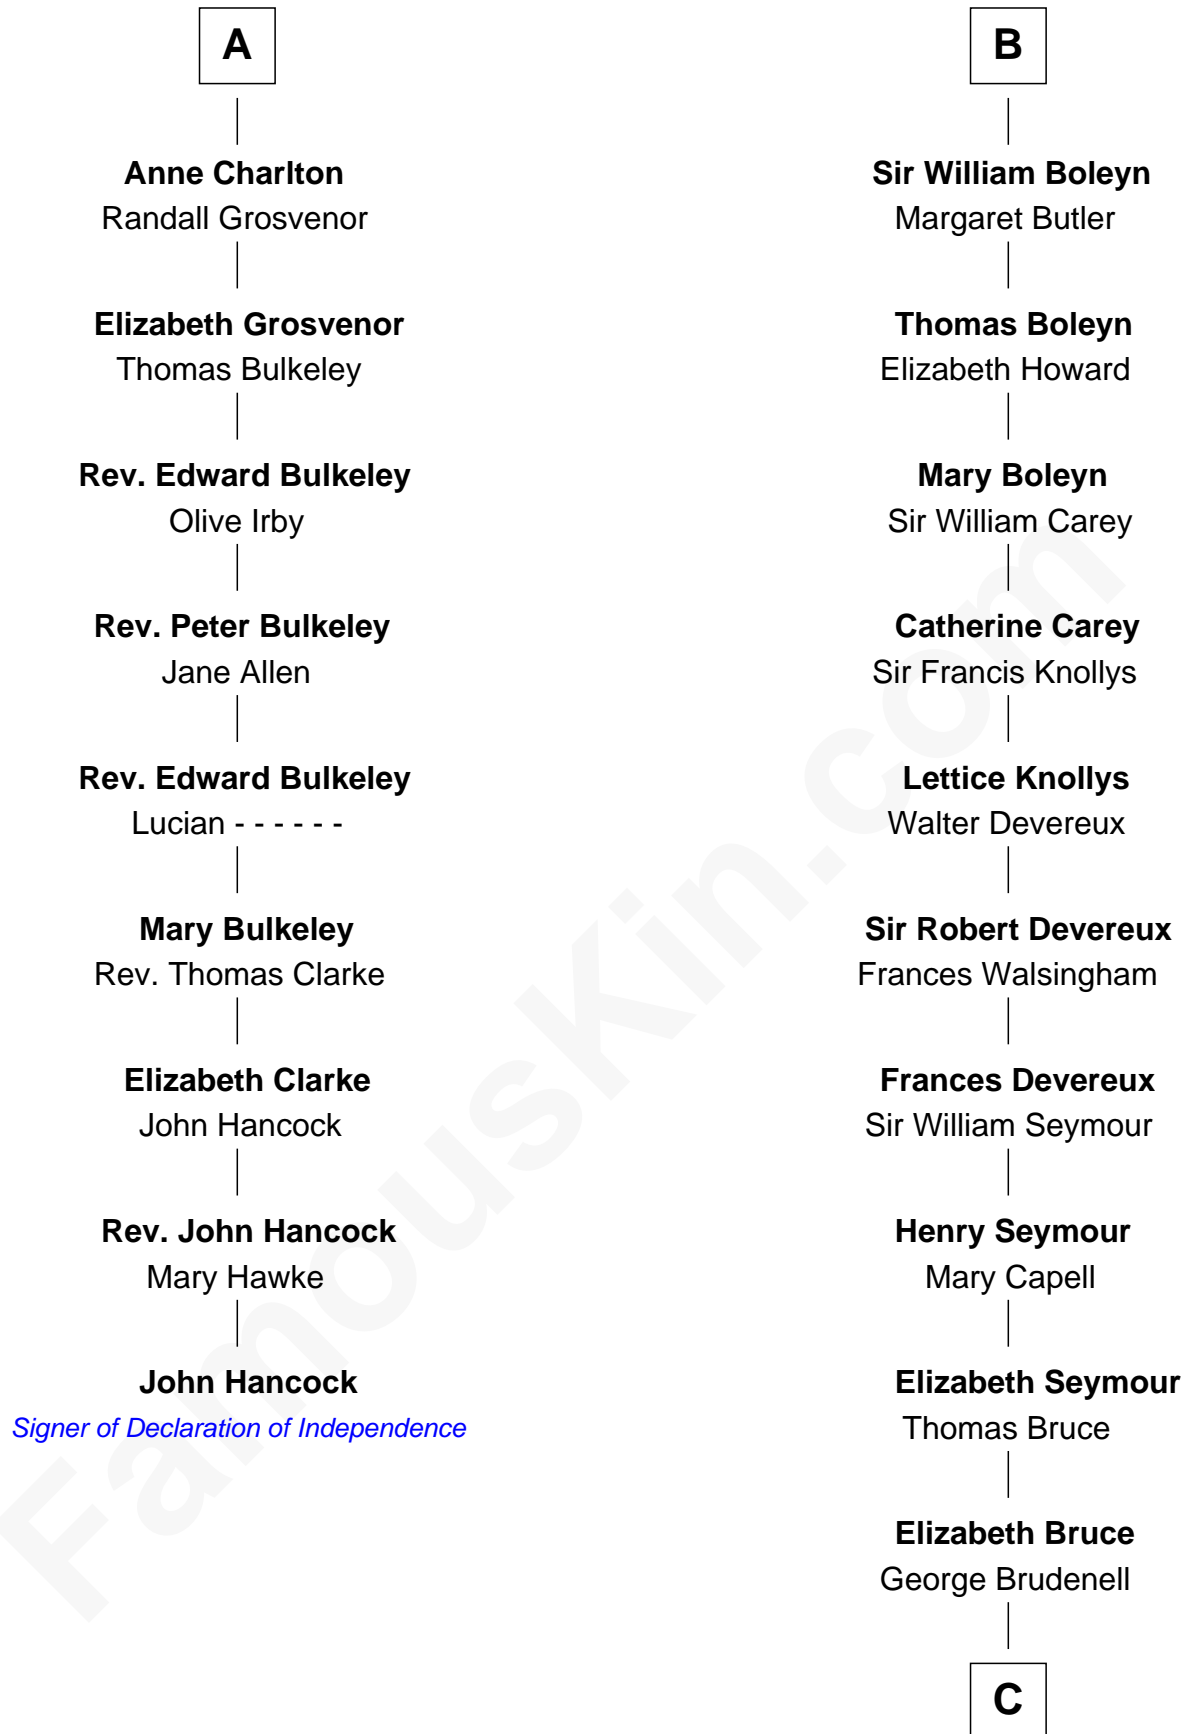 A
Anne Charlton
Randall Grosvenor
Elizabeth Grosvenor
Thomas Bulkeley
Rev. Edward Bulkeley
Olive Irby
Rev. Peter Bulkeley
Jane Allen
Rev. Edward Bulkeley
Lucian - - - - - -
Mary Bulkeley
Rev. Thomas Clarke
Elizabeth Clarke
John Hancock
Rev. John Hancock
Mary Hawke
John Hancock
Signer of Declaration of Independence
B
Sir William Boleyn
Margaret Butler
Thomas Boleyn
Elizabeth Howard
Mary Boleyn
Sir William Carey
Catherine Carey
Sir Francis Knollys
Lettice Knollys
Walter Devereux
Sir Robert Devereux
Frances Walsingham
Frances Devereux
Sir William Seymour
Henry Seymour
Mary Capell
Elizabeth Seymour
Thomas Bruce
Elizabeth Bruce
George Brudenell
C
FamousKin.com